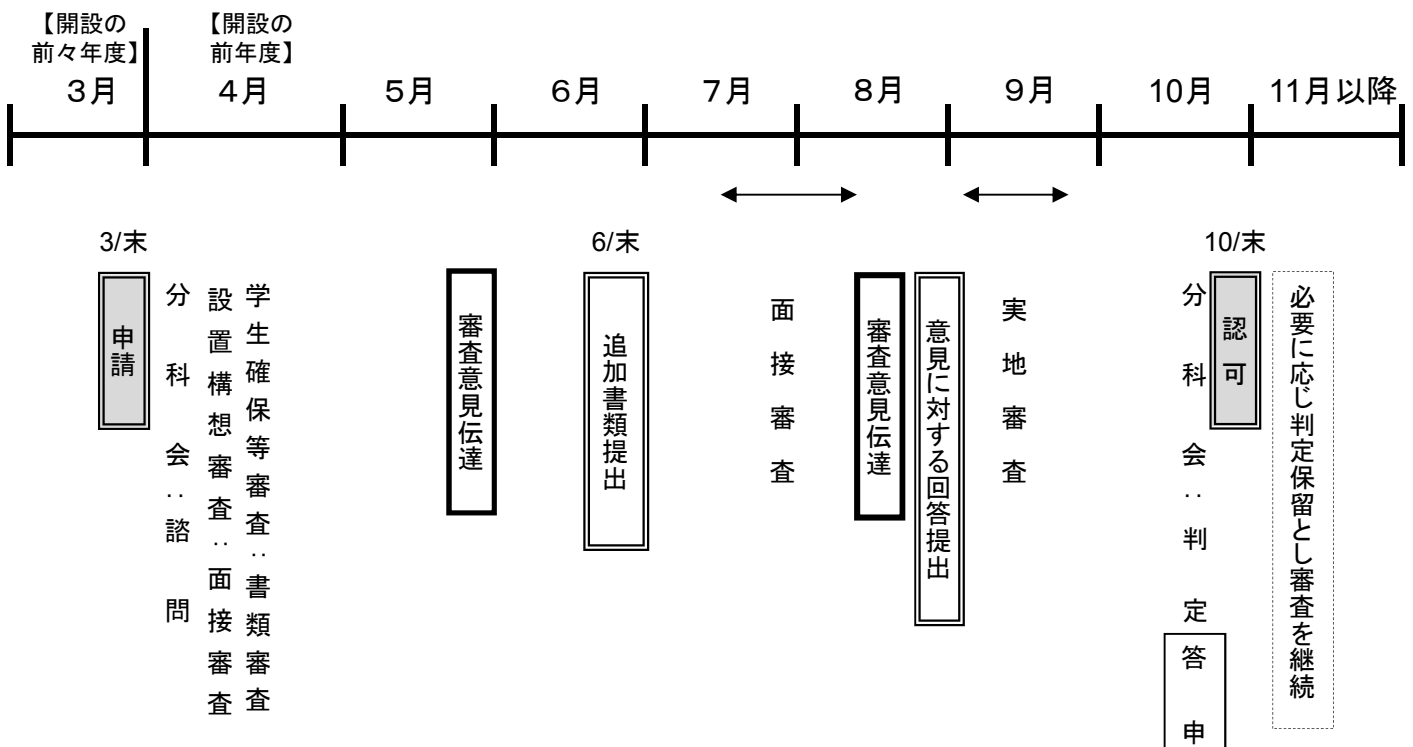 【開設の
前々年度】
【開設の
前年度】
3月
4月
5月
6月
7月
8月
9月
10月
11月以降
3/末
6/末
10/末
申請
分科会：諮問
設置構想審査：面接審査
学生確保等審査：書類審査
審査意見伝達
追加書類提出
面接審査
審査意見伝達
意見に対する回答提出
実地審査
分科会：判定
答申
認可
必要に応じ判定保留とし審査を継続